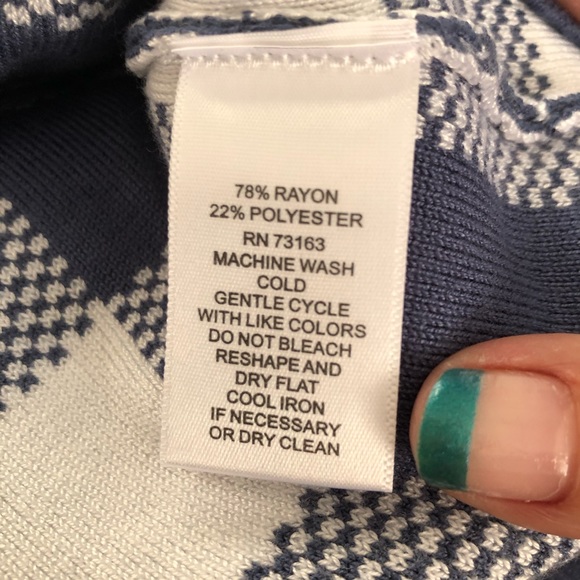 78% RAYON
22% POLYESTER
RN 73163
MACHINE WASH
COLD
GENTLE CYCLE
WITH LIKE COLORS
DO NOT BLEACH
RESHAPE AND
DRY FLAT
COOL IRON
IF NECESSARY
OR DRY CLEAN